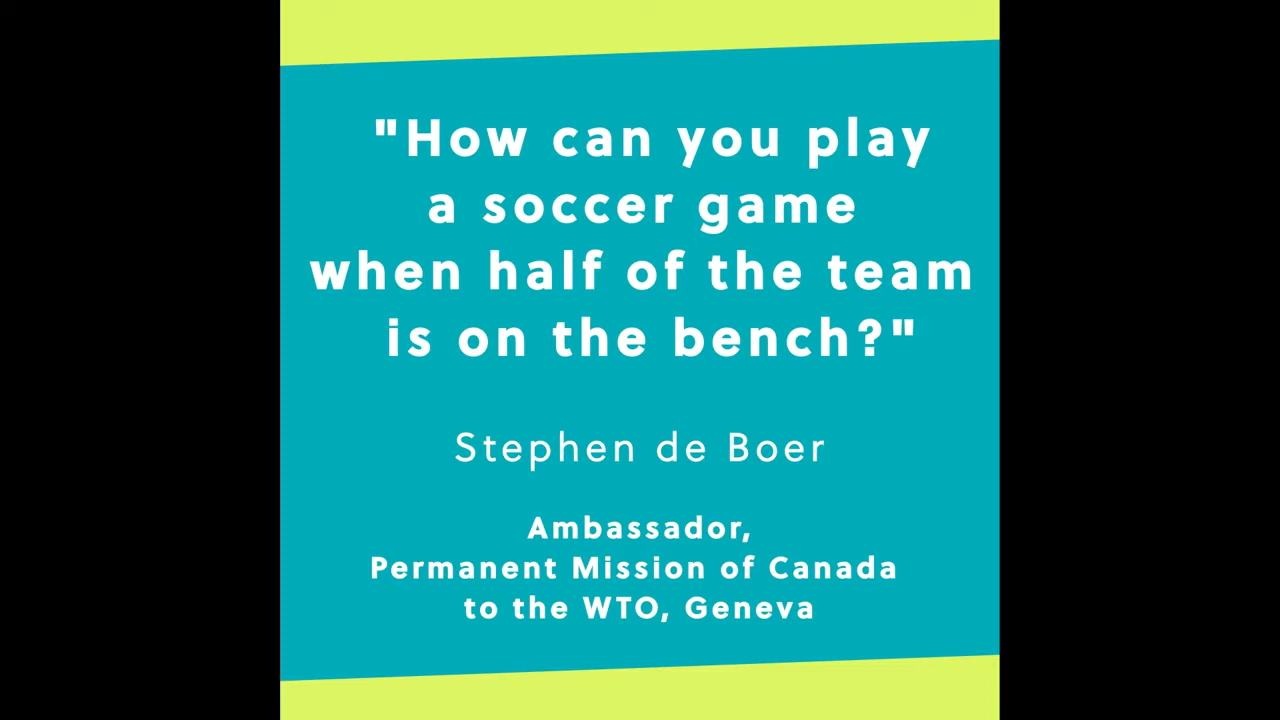 "How can you play
a soccer game
when half of the team
is on the bench?"
Stephen de Boer
Ambassador,
Permanent Mission of Canada
to the WTO, Geneva